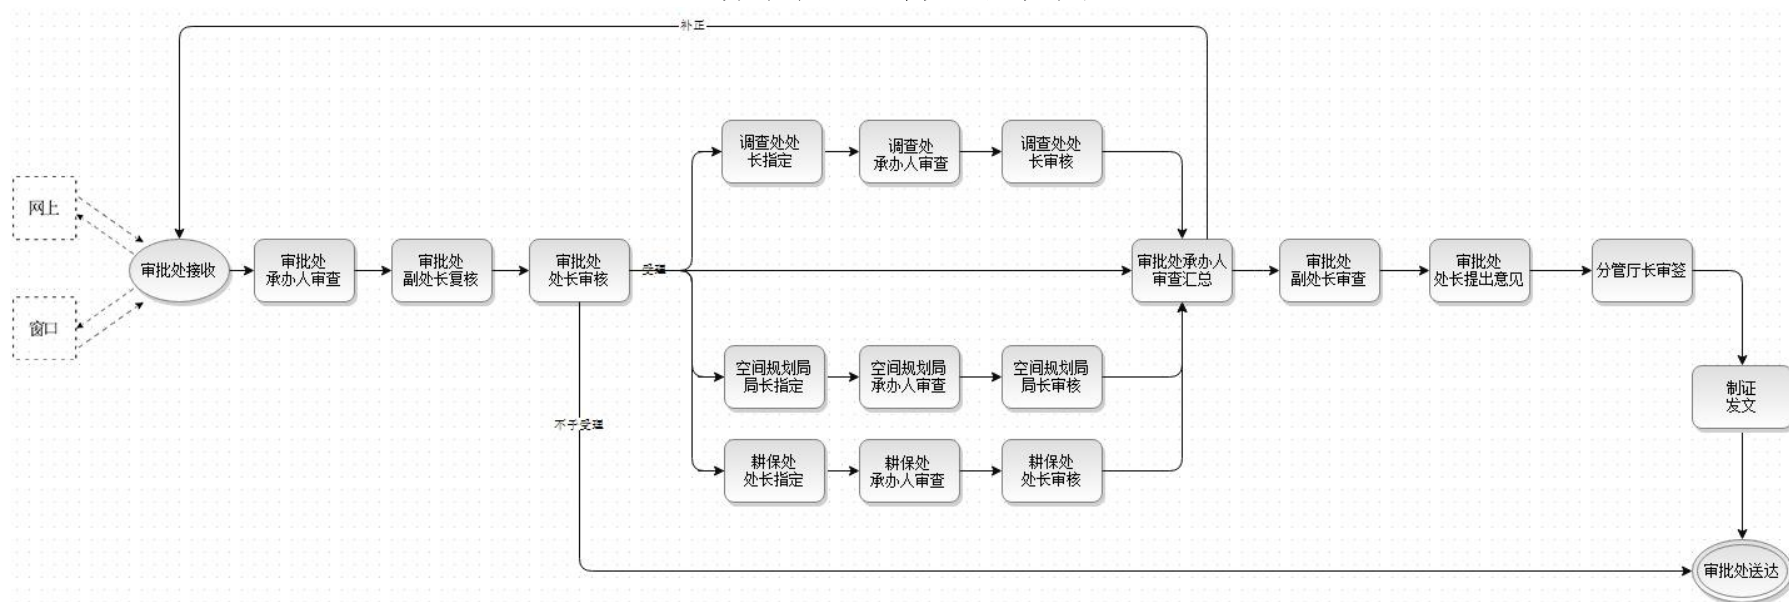 补正
调查处处
长指定
调查处
承办人审查
调查处处
长审核
网上
审批处接收
审批处
承办人审查
审批处
副处长复核
审批处
处长审核
受理
审批处承办人
审查汇总
审批处
副处长审查
审批处
处长提出意见
分管厅长审签
窗口
空间规划局
局长指定
空间规划局
承办人审查
空间规划局
局长审核
制证
发文
不予受理
耕保处
处长指定
耕保处
承办人审查
耕保处
处长审核
审批处送达